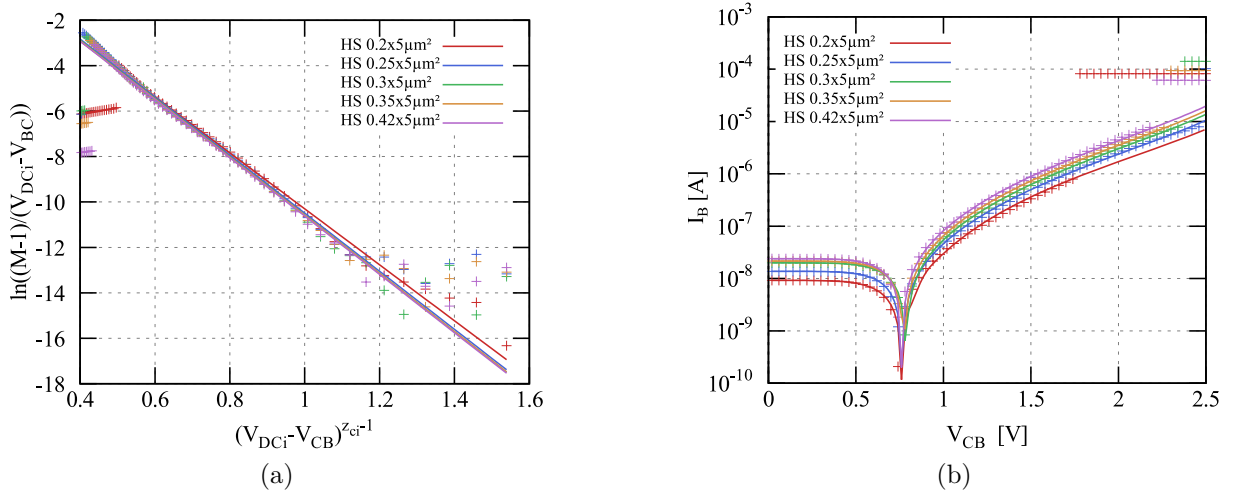 -2
-4
-6
-8
-10
-12
-14
-16
-18
0.4
0.6
0.8
1
1.2
1.4
1.6
ln((M-1)/(V_DCi-V_BC)
(V_DCi-V_CB)^z_ci-1
HS 0.2x5µm²
HS 0.25x5µm²
HS 0.3x5µm²
HS 0.35x5µm²
HS 0.42x5µm²
(a)
10^-3
10^-4
10^-5
10^-6
10^-7
10^-8
10^-9
10^-10
0
0.5
1
1.5
2
2.5
I_B [A]
V_CB [V]
HS 0.2x5µm²
HS 0.25x5µm²
HS 0.3x5µm²
HS 0.35x5µm²
HS 0.42x5µm²
(b)